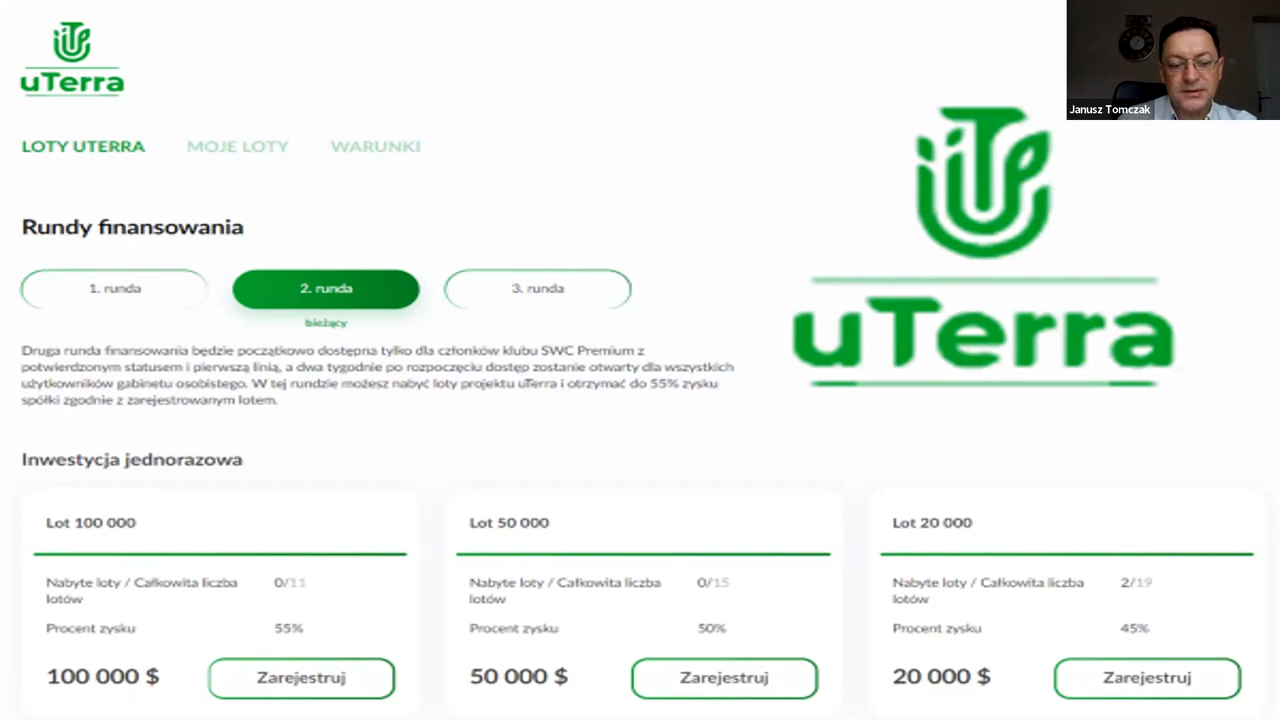 uTerra
Janusz Tomczak
LOTY UTERRA MOJE LOTY WARUNKI
uTerra
Rundy finansowania
1. runda 2. runda 3. runda
bieżący
Druga runda finansowania będzie początkowo dostępna tylko dla członków klubu SWC Premium z
potwierdzonym statusem i pierwszą linią, a dwa tygodnie po rozpoczęciu dostęp zostanie otwarty dla wszystkich
użytkowników gabinetu osobistego. W tej rundzie możesz nabyć loty projektu uTerra i otrzymać do 55% zysku
spółki zgodnie z zarejestrowanym lotem.
Inwestycja jednorazowa
Lot 100 000
Nabyte loty / Całkowita liczba 0/11
lotów
Procent zysku 55%
100 000 $ Zarejestruj
Lot 50 000
Nabyte loty / Całkowita liczba 0/15
lotów
Procent zysku 50%
50 000 $ Zarejestruj
Lot 20 000
Nabyte loty / Całkowita liczba 2/19
lotów
Procent zysku 45%
20 000 $ Zarejestruj